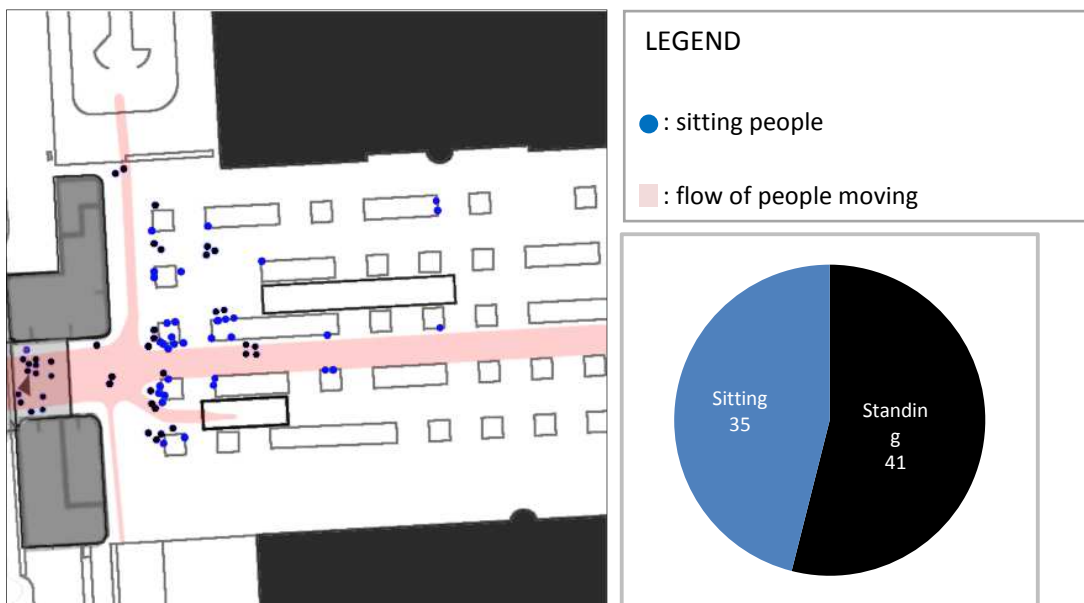 LEGEND
: sitting people
: flow of people moving
Sitting
35
Standin
g
41